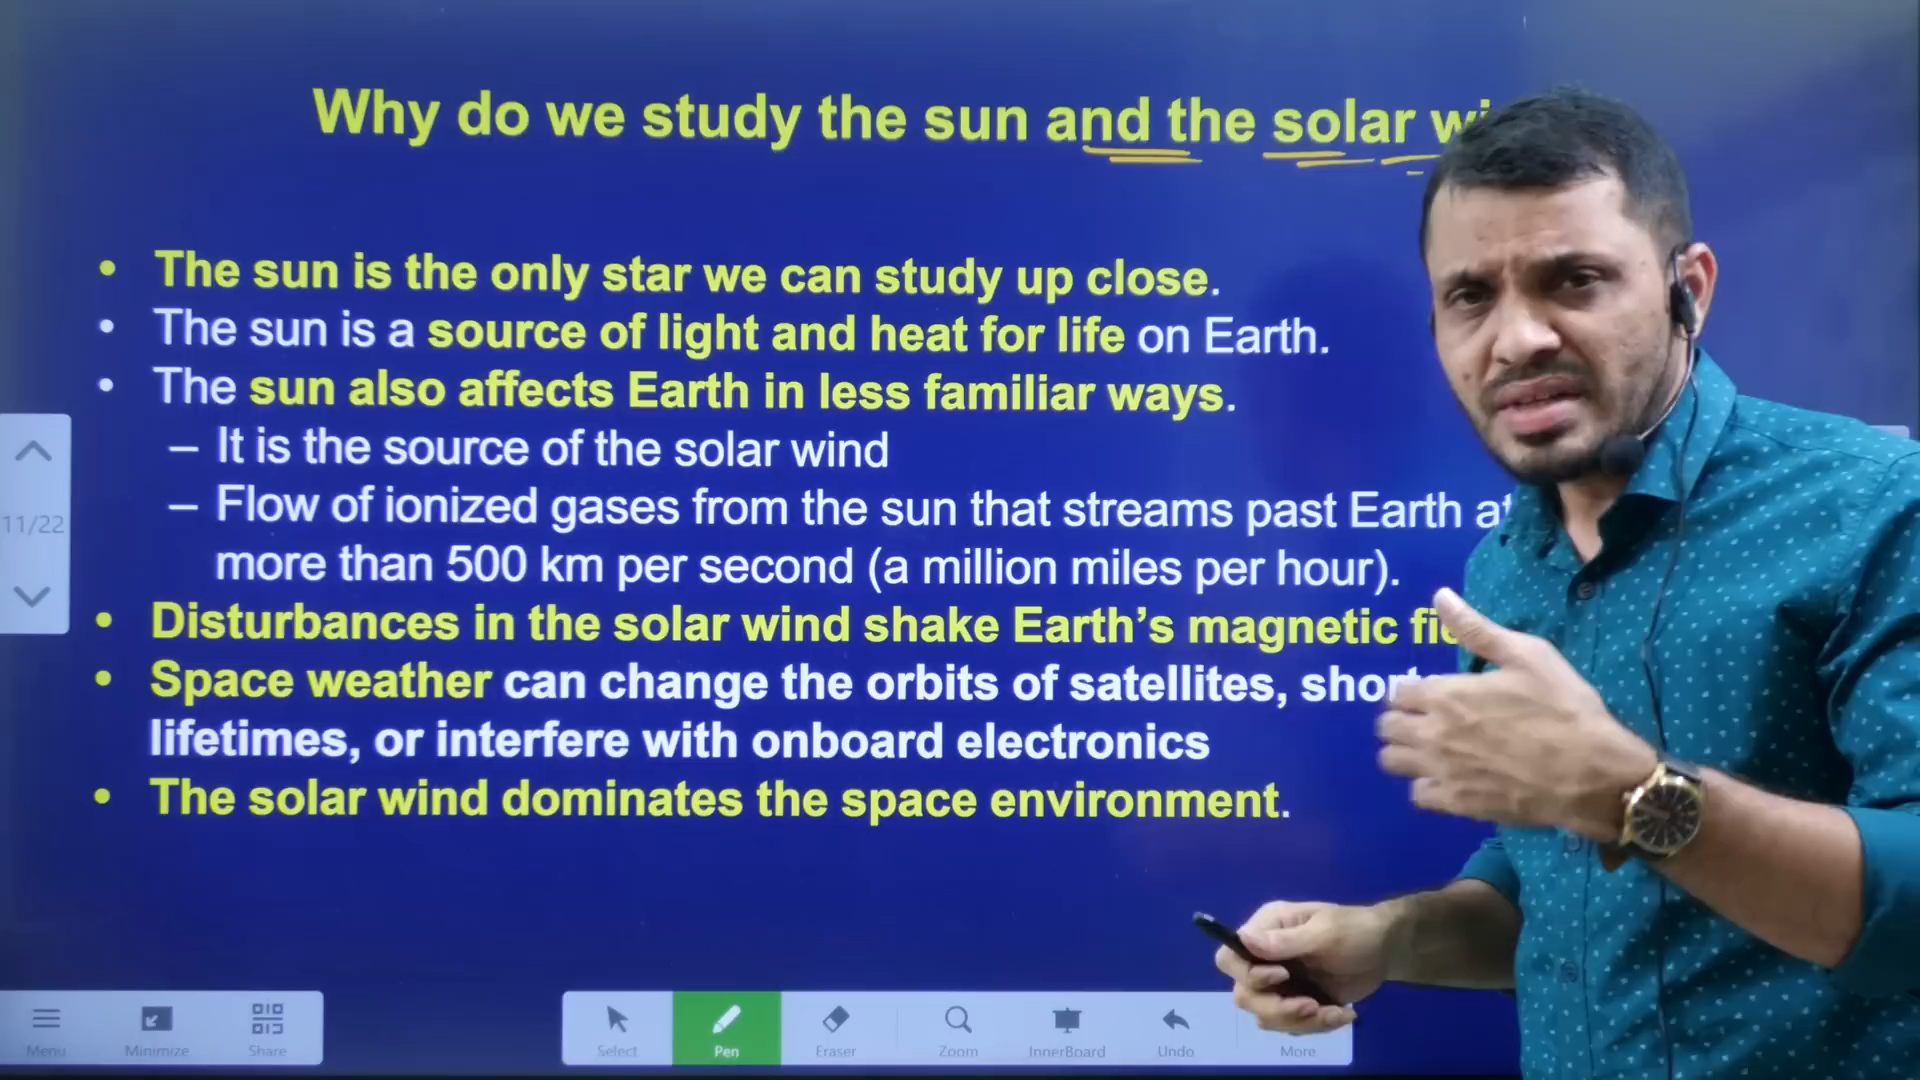 Why do we study the sun and the solar
• The sun is the only star we can study up close.
• The sun is a source of light and heat for life on Earth.
• The sun also affects Earth in less familiar ways.
– It is the source of the solar wind
– Flow of ionized gases from the sun that streams past Earth at
more than 500 km per second (a million miles per hour).
• Disturbances in the solar wind shake Earth’s magnetic
• Space weather can change the orbits of satellites,
lifetimes, or interfere with onboard electronics
• The solar wind dominates the space environment.
11/22
Menu Minimize Share Select Pen Eraser Zoom InnerBoard Undo More